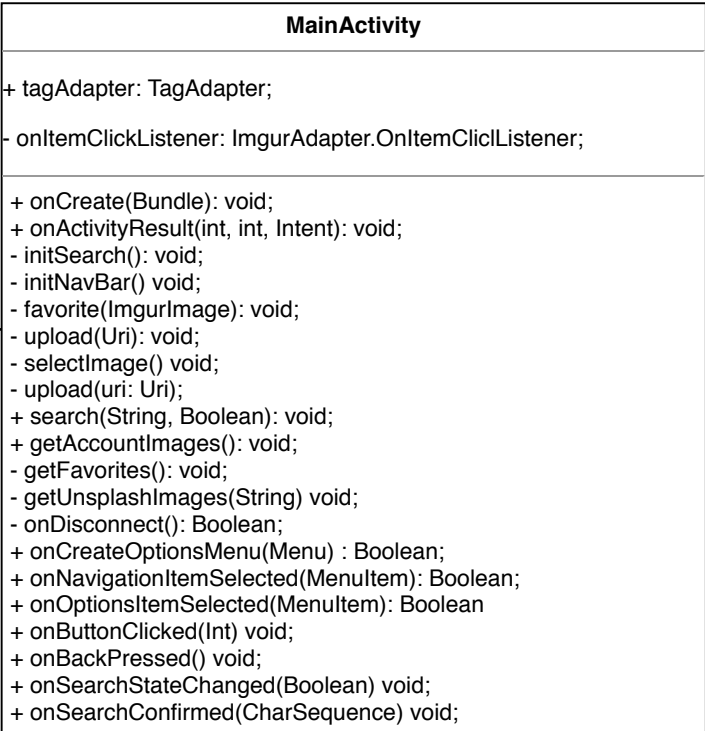 MainActivity
+ tagAdapter: TagAdapter;
- onItemClickListener: ImgurAdapter.OnItemCliclListener;
+ onCreate(Bundle): void;
+ onActivityResult(int, int, Intent): void;
- initSearch(): void;
- initNavBar() void;
- favorite(ImgurImage): void;
- upload(Uri): void;
- selectImage() void;
- upload(uri: Uri);
+ search(String, Boolean): void;
+ getAccountImages(): void;
- getFavorites(): void;
- getUnsplashImages(String) void;
- onDisconnect(): Boolean;
+ onCreateOptionsMenu(Menu) : Boolean;
+ onNavigationItemSelected(MenuItem): Boolean;
+ onOptionsItemSelected(MenuItem): Boolean
+ onButtonClicked(Int) void;
+ onBackPressed() void;
+ onSearchStateChanged(Boolean) void;
+ onSearchConfirmed(CharSequence) void;